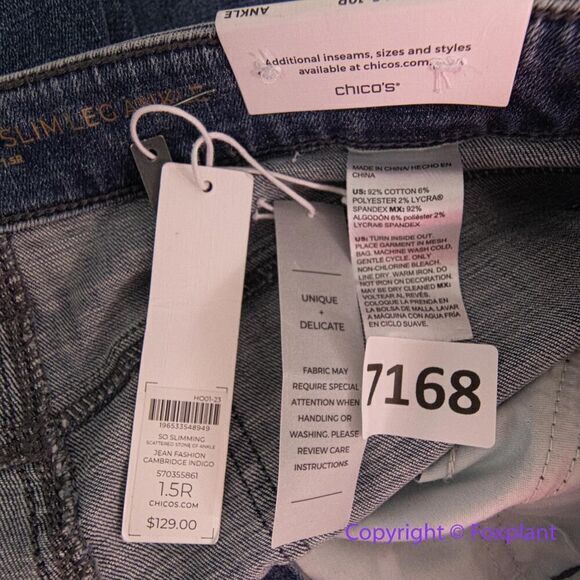 ANKLE
Additional inseams, sizes and styles
available at chicos.com.
chico's®
SLIM LEG
MADE IN CHINA/ HECHO EN
CHINA
US: 92% COTTON 6%
POLYESTER 2% LYCRA®
SPANDEX MX: 92%
ALGODÓN 6% poliéster 2%
LYCRA® SPANDEX
US: TURN INSIDE OUT.
PLACE GARMENT IN MESH
BAG. MACHINE WASH COLD,
GENTLE CYCLE. ONLY
NON-CHLORINE BLEACH.
LINE DRY. WARM IRON. DO
NOT IRON ON DECORATION.
MAY BE DRY CLEANED MX:
VOLTEAR AL REVÉS.
COLOQUE LA PRENDA EN
LA BOLSA DE MALLA. LAVAR
A MÁQUINA CON AGUA FRÍA
EN CICLO SUAVE.
UNIQUE
+
DELICATE
FABRIC MAY
REQUIRE SPECIAL
ATTENTION WHEN
HANDLING OR
WASHING. PLEASE
REVIEW CARE
INSTRUCTIONS
7168
HO01-23
196533548949
SO SLIMMING
SCATTERED STONE GF ANKLE
JEAN FASHION
CAMBRIDGE INDIGO
570355861
1.5R
CHICOS.COM
$129.00
Copyright © Foxplant